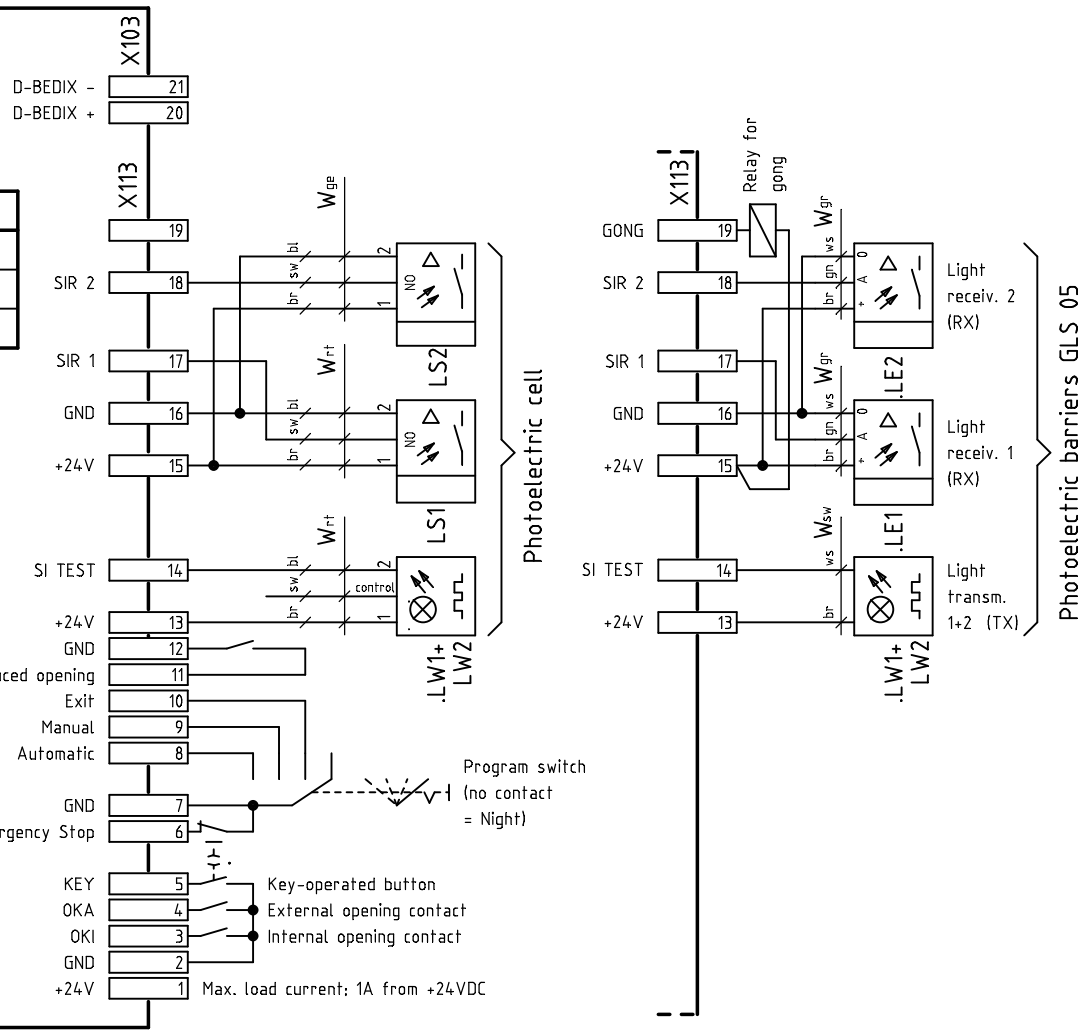 X103
D-BEDIX -
21
D-BEDIX +
20
X113
19
SIR 2
18
SIR 1
17
GND
16
+24V
15
SI TEST
14
+24V
13
GND
12
uced opening
11
Exit
10
Manual
9
Automatic
8
GND
7
rgency Stop
6
KEY
5
Key-operated button
OKA
4
External opening contact
OKI
3
Internal opening contact
GND
2
+24V
1
Max. load current: 1A from +24VDC
Wge
bl
sw
br
2
NO
1
LS2
Wrt
bl
sw
br
2
NO
1
LS1
Wrt
bl
sw
br
2
control
1
.LW1+
LW2
Photoelectric cell
Program switch
(no contact
= Night)
X113
Relay for
gong
GONG
19
SIR 2
18
SIR 1
17
GND
16
+24V
15
SI TEST
14
+24V
13
Wgr
ws
gn
br
0
A
+
.LE2
Light
receiv. 2
(RX)
Wgr
ws
gn
br
0
A
+
.LE1
Light
receiv. 1
(RX)
Wsw
ws
br
.LW1+
LW2
Light
transm.
1+2 (TX)
Photoelectric barriers GLS 05